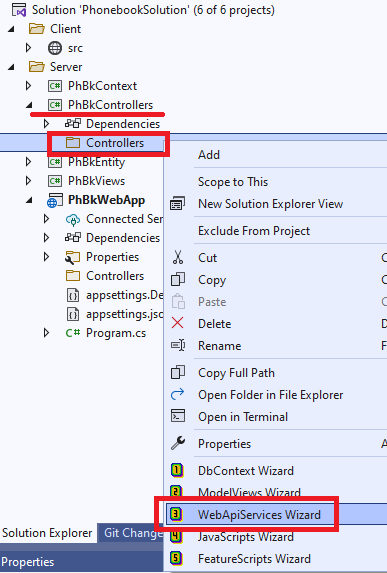 Solution 'PhonebookSolution' (6 of 6 projects)
Client
src
Server
C# PhBkContext
C# PhBkControllers
Dependencies
Controllers
C# PhBkEntity
C# PhBkViews
PhBkWebApp
Connected Ser
Dependencies
Properties
Controllers
appsettings.De
appsettings.jso
C# Program.cs
Add
Scope to This
New Solution Explorer View
Exclude From Project
Cut C
Copy C
Paste C
Delete D
Rename F
Copy Full Path
Open Folder in File Explorer
Open in Terminal
Properties A
1 DbContext Wizard
2 ModelViews Wizard
3 WebApiServices Wizard
4 JavaScripts Wizard
5 FeatureScripts Wizard
Solution Explorer Git Change
Properties